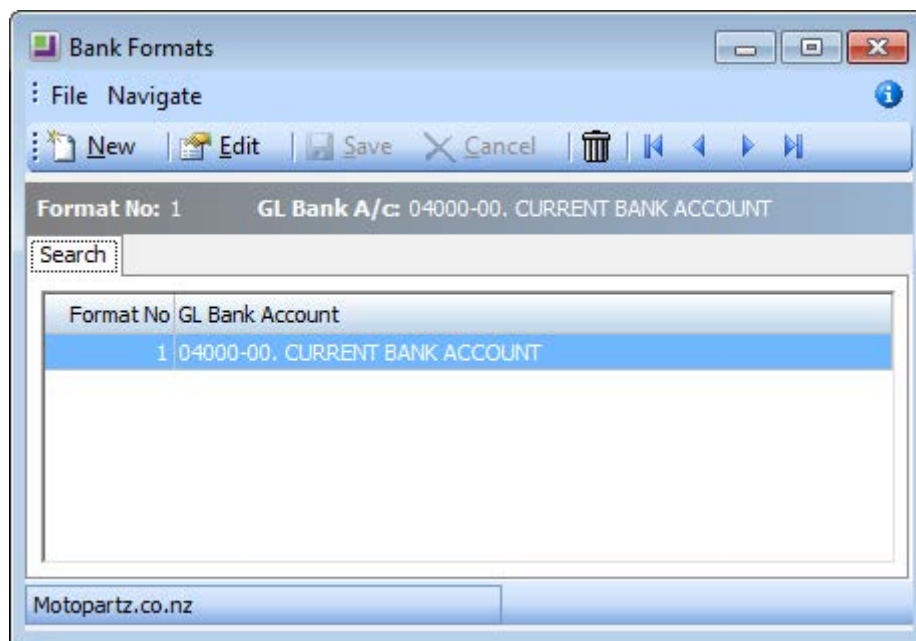 Bank Formats
File Navigate
New Edit Save Cancel
Format No: 1 GL Bank A/c: 04000-00. CURRENT BANK ACCOUNT
Search
Format No GL Bank Account
1 04000-00. CURRENT BANK ACCOUNT
Motopartz.co.nz